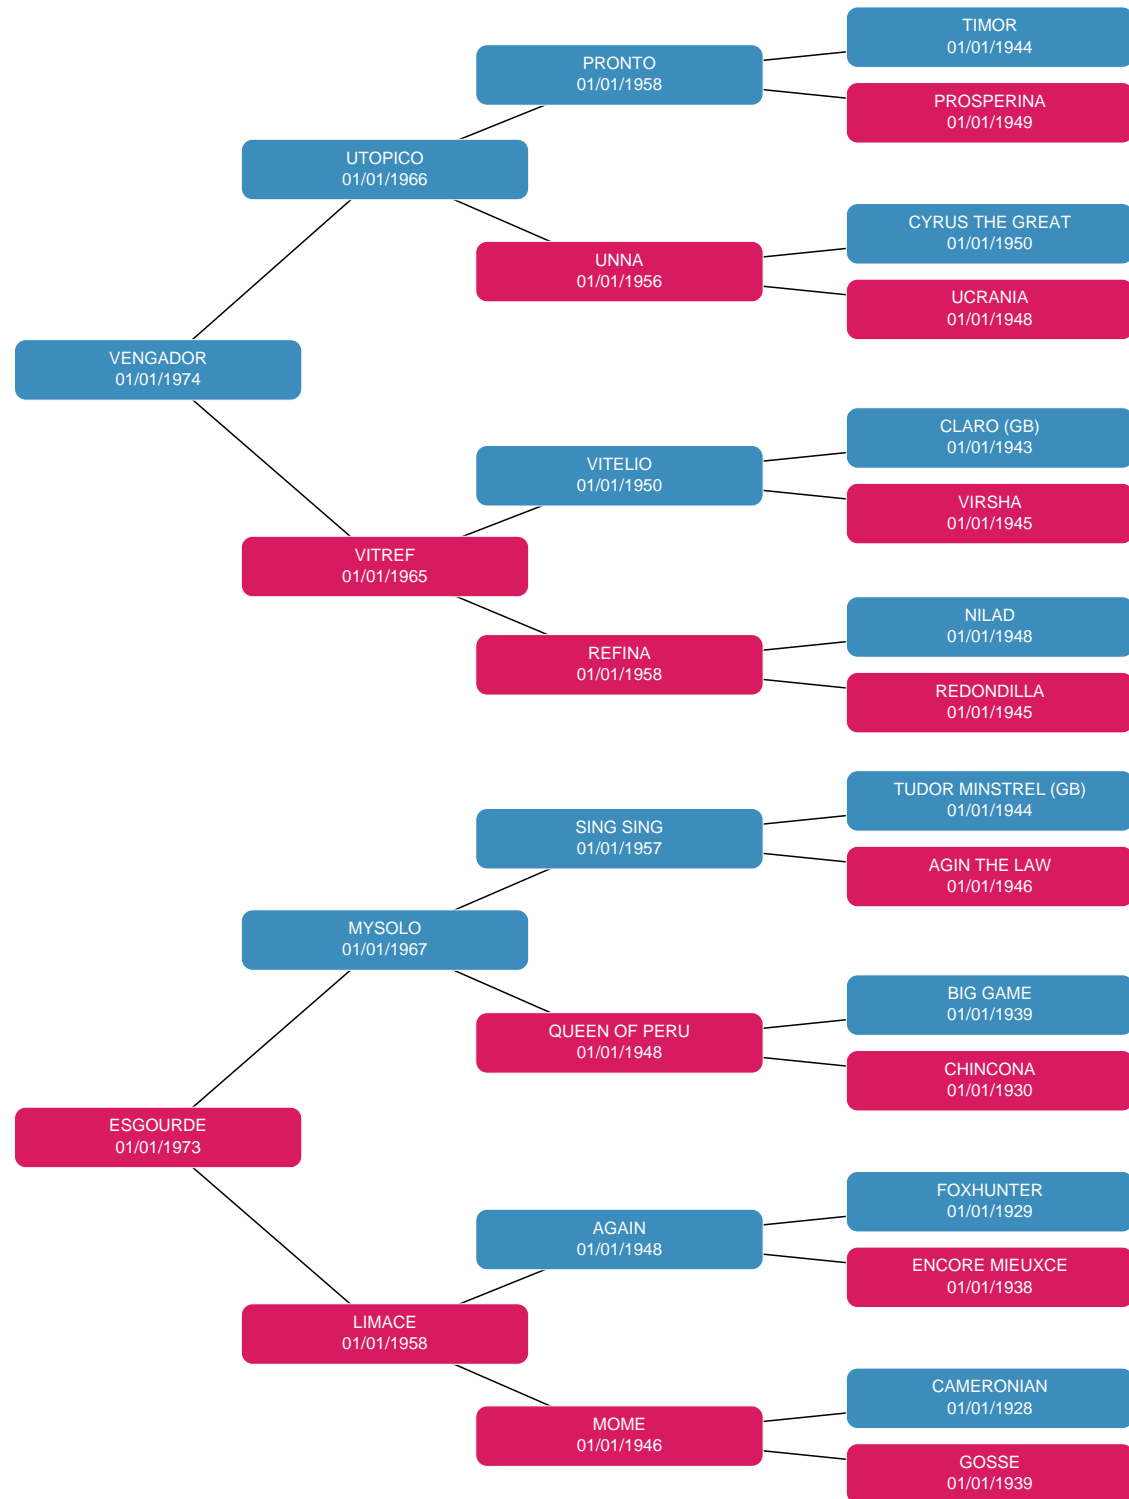 TIMOR
01/01/1944
PRONTO
01/01/1958
PROSPERINA
01/01/1949
UTOPICO
01/01/1966
CYRUS THE GREAT
01/01/1950
UNNA
01/01/1956
UCRANIA
01/01/1948
VENGADOR
01/01/1974
CLARO (GB)
01/01/1943
VITELIO
01/01/1950
VIRSHA
01/01/1945
VITREF
01/01/1965
NILAD
01/01/1948
REFINA
01/01/1958
REDONDILLA
01/01/1945
TUDOR MINSTREL (GB)
01/01/1944
SING SING
01/01/1957
AGIN THE LAW
01/01/1946
MYSOLO
01/01/1967
BIG GAME
01/01/1939
QUEEN OF PERU
01/01/1948
CHINCONA
01/01/1930
ESGOURDE
01/01/1973
FOXHUNTER
01/01/1929
AGAIN
01/01/1948
ENCORE MIEUXCE
01/01/1938
LIMACE
01/01/1958
CAMERONIAN
01/01/1928
MOME
01/01/1946
GOSSE
01/01/1939